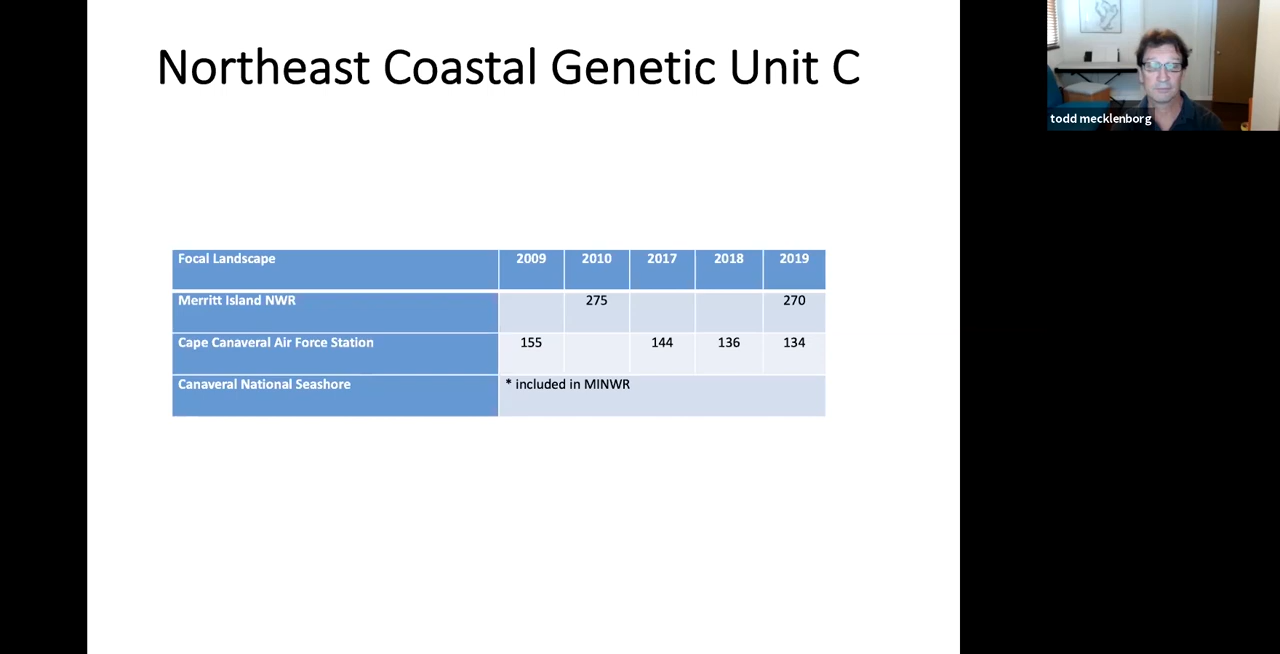 Northeast Coastal Genetic Unit C
todd mecklenborg
Focal Landscape 2009 2010 2017 2018 2019
Merritt Island NWR 275 270
Cape Canaveral Air Force Station 155 144 136 134
Canaveral National Seashore * included in MINWR